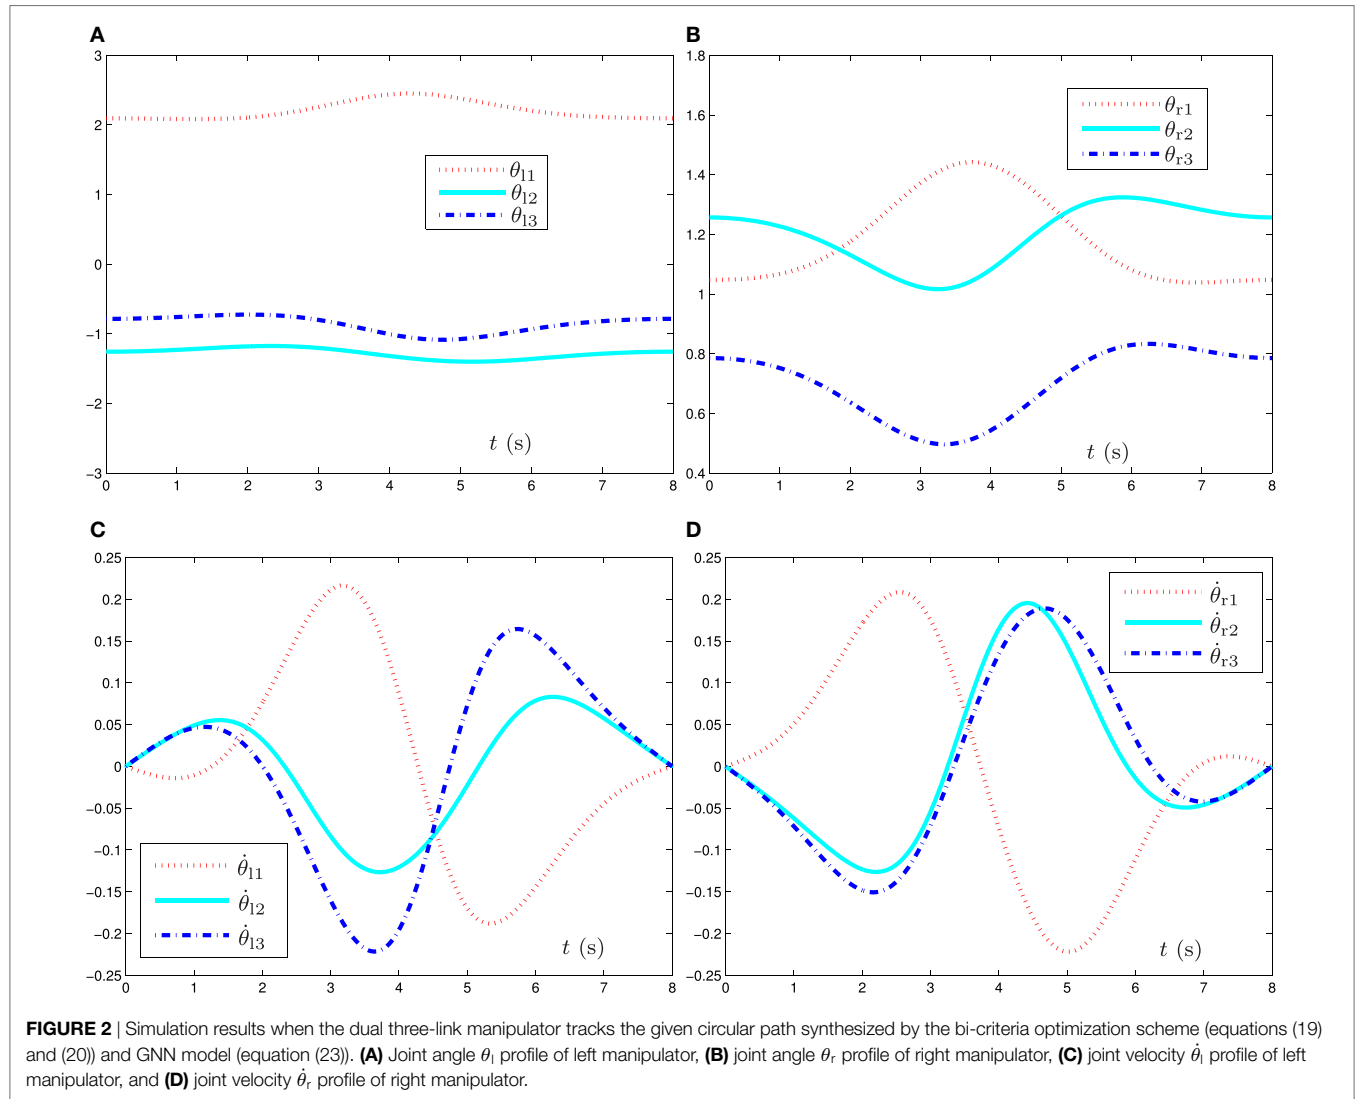 A
3
2
1
0
−1
−2
−3
0 1 2 3 4 5 6 7 8
θl1
θl2
θl3
t (s)
B
1.8
1.6
1.4
1.2
1
0.8
0.6
0.4
0 1 2 3 4 5 6 7 8
θr1
θr2
θr3
t (s)
C
0.25
0.2
0.15
0.1
0.05
0
−0.05
−0.1
−0.15
−0.2
−0.25
0 1 2 3 4 5 6 7 8
θ̇l1
θ̇l2
θ̇l3
t (s)
D
0.25
0.2
0.15
0.1
0.05
0
−0.05
−0.1
−0.15
−0.2
−0.25
0 1 2 3 4 5 6 7 8
θ̇r1
θ̇r2
θ̇r3
t (s)
FIGURE 2 | Simulation results when the dual three-link manipulator tracks the given circular path synthesized by the bi-criteria optimization scheme (equations (19)
and (20)) and GNN model (equation (23)). (A) Joint angle θl profile of left manipulator, (B) joint angle θr profile of right manipulator, (C) joint velocity θ̇l profile of left
manipulator, and (D) joint velocity θ̇r profile of right manipulator.